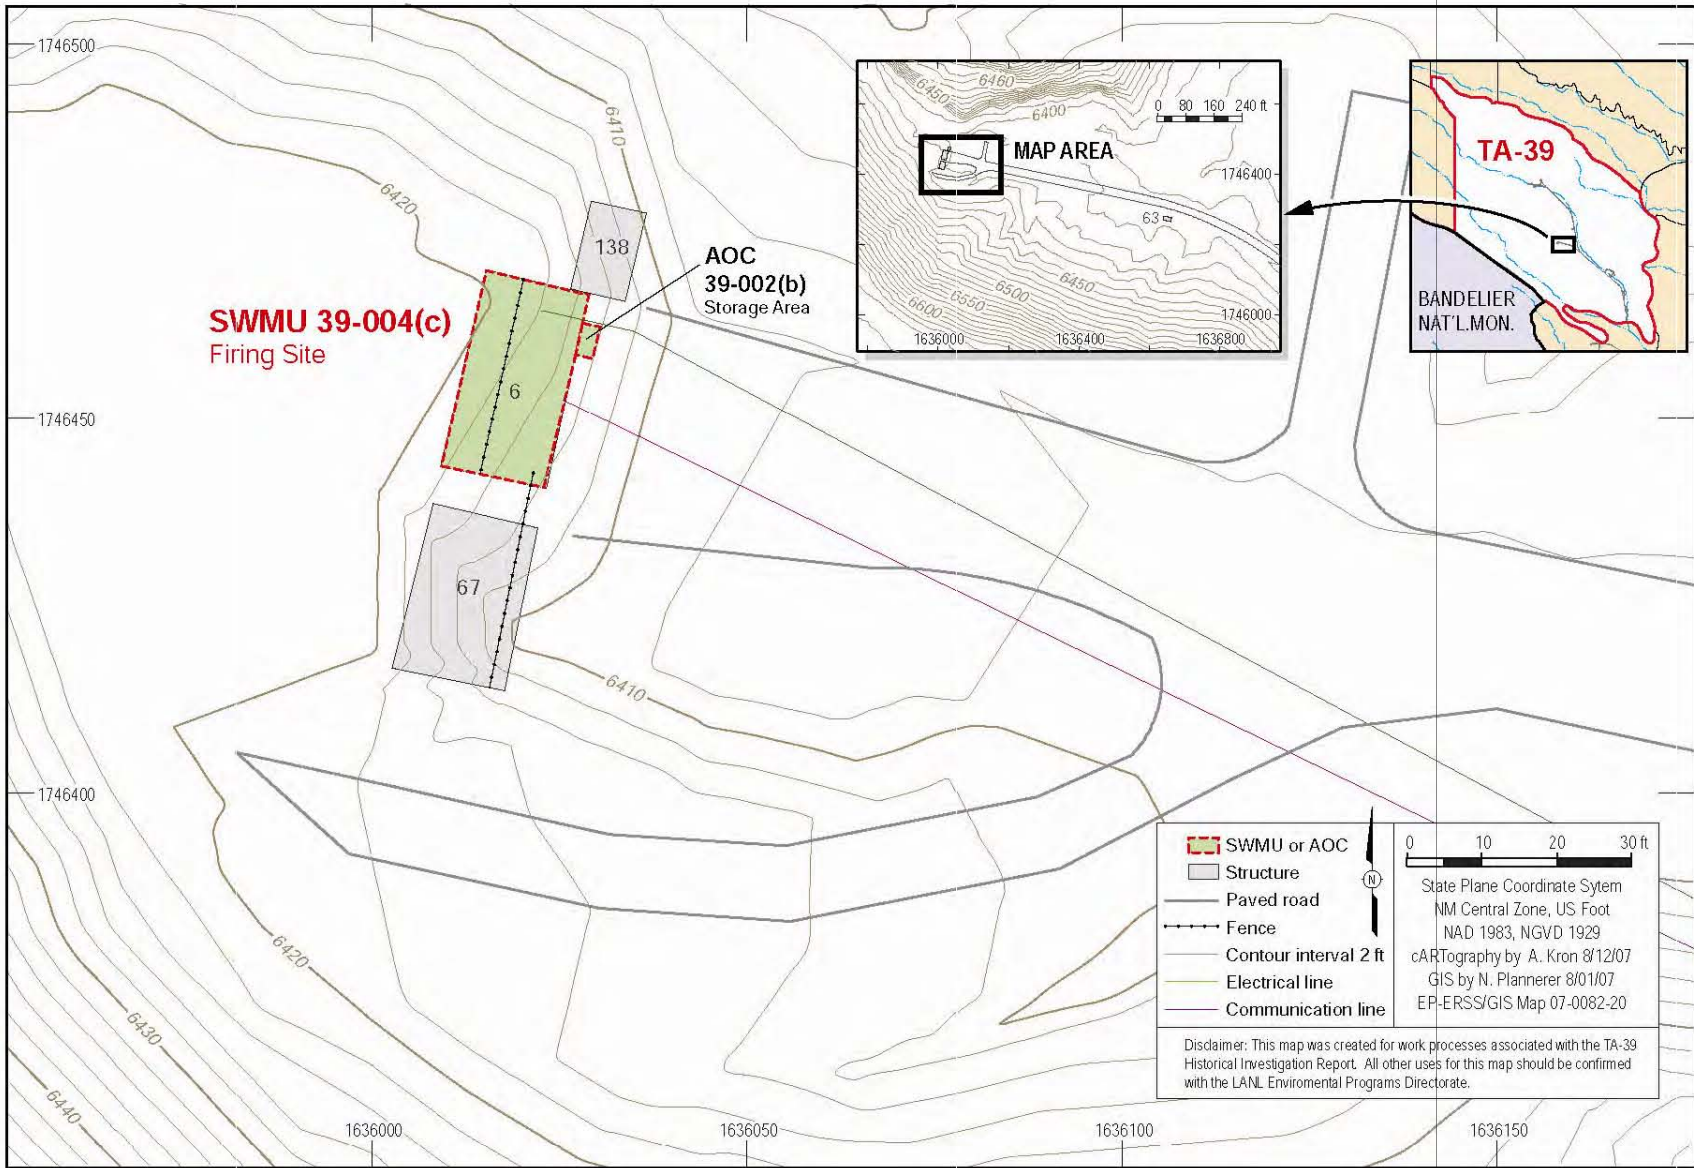 1746500
1746450
1746400
1636000
1636050
1636100
1636150
6410
6420
138
AOC
39-002(b)
Storage Area
SWMU 39-004(c)
Firing Site
6
67
6410
6420
6430
6440
6460
6450
6400
0 80 160 240 ft
MAP AREA
1746400
63
6450
6500
6550
6600
1746000
1636000
1636400
1636800
TA-39
BANDELIER
NAT'L.MON.
SWMU or AOC
Structure
Paved road
Fence
Contour interval 2 ft
Electrical line
Communication line
N
0 10 20 30 ft
State Plane Coordinate Sytem
NM Central Zone, US Foot
NAD 1983, NGVD 1929
cARTography by A. Kron 8/12/07
GIS by N. Plannerer 8/01/07
EP-ERSS/GIS Map 07-0082-20
Disclaimer: This map was created for work processes associated with the TA-39
Historical Investigation Report. All other uses for this map should be confirmed
with the LANL Enviromental Programs Directorate.